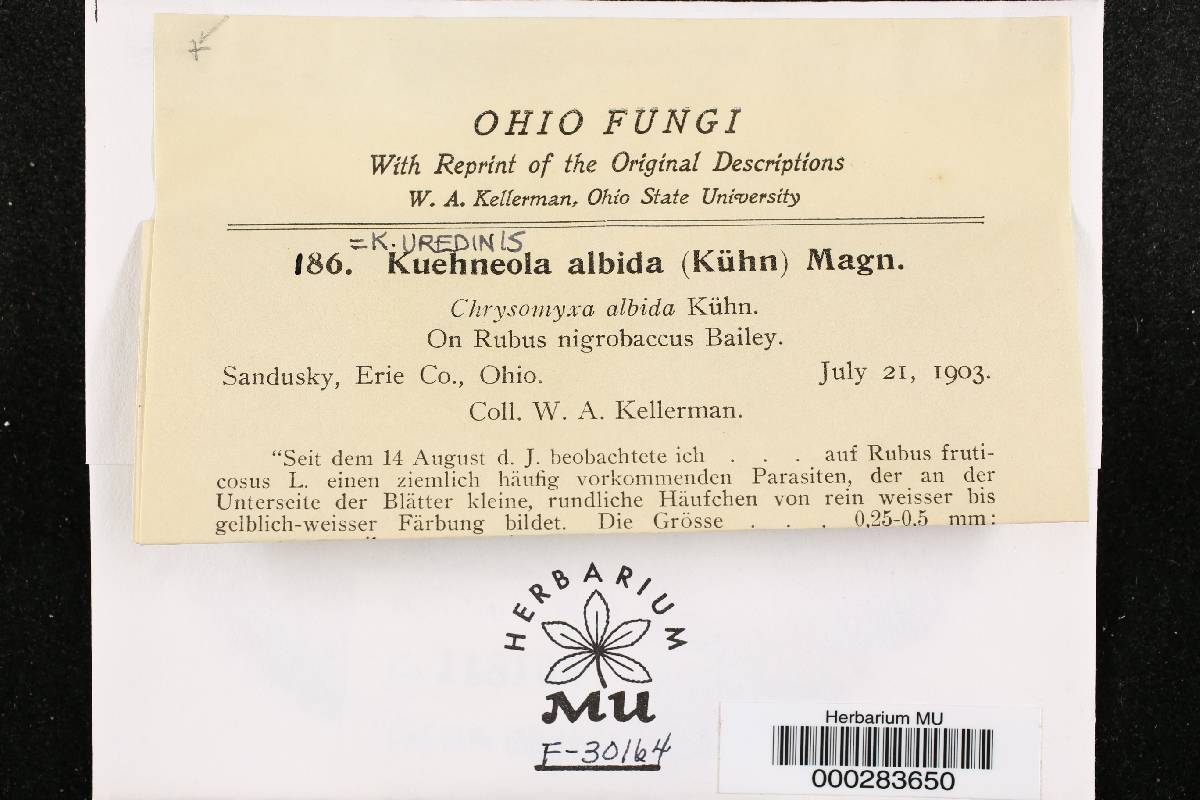 OHIO FUNGI
With Reprint of the Original Descriptions
W. A. Kellerman, Ohio State University
= K. UREDINIS
186. Kuehneola albida (Kühn) Magn.
Chrysomyxa albida Kühn.
On Rubus nigrobaccus Bailey.
Sandusky, Erie Co., Ohio. July 21, 1903.
Coll. W. A. Kellerman.
"Seit dem 14 August d. J. beobachtete ich . . . auf Rubus fruti-
cosus L. einen ziemlich häufig vorkommenden Parasiten, der an der
Unterseite der Blätter kleine, rundliche Häufchen von rein weisser bis
gelblich-weisser Färbung bildet. Die Grösse . . . 0,25-0.5 mm:
HERBARIUM
MU
F-30164
Herbarium MU
000283650